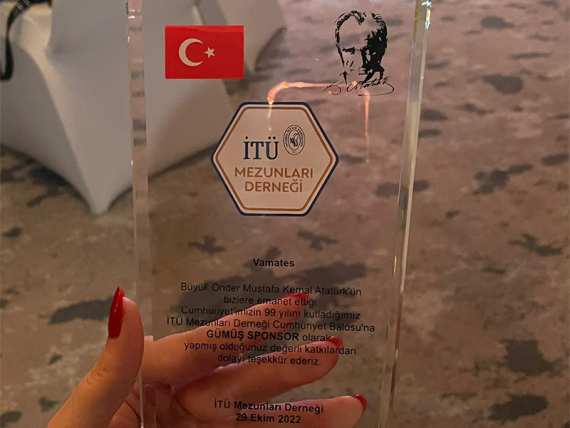 İTÜ
MEZUNLARI
DERNEĞİ
Vamates
Büyük Önder Mustafa Kemal Atatürk'ün
bizlere emanet ettiği
Cumhuriyet'imizin 99.yılını kutladığımız
İTÜ Mezunları Derneği Cumhuriyet Balosu'na
GÜMÜŞ SPONSOR olarak
yapmış olduğunuz değerli katkılardan
dolayı teşekkür ederiz.
İTÜ Mezunları Derneği
29 Ekim 2022